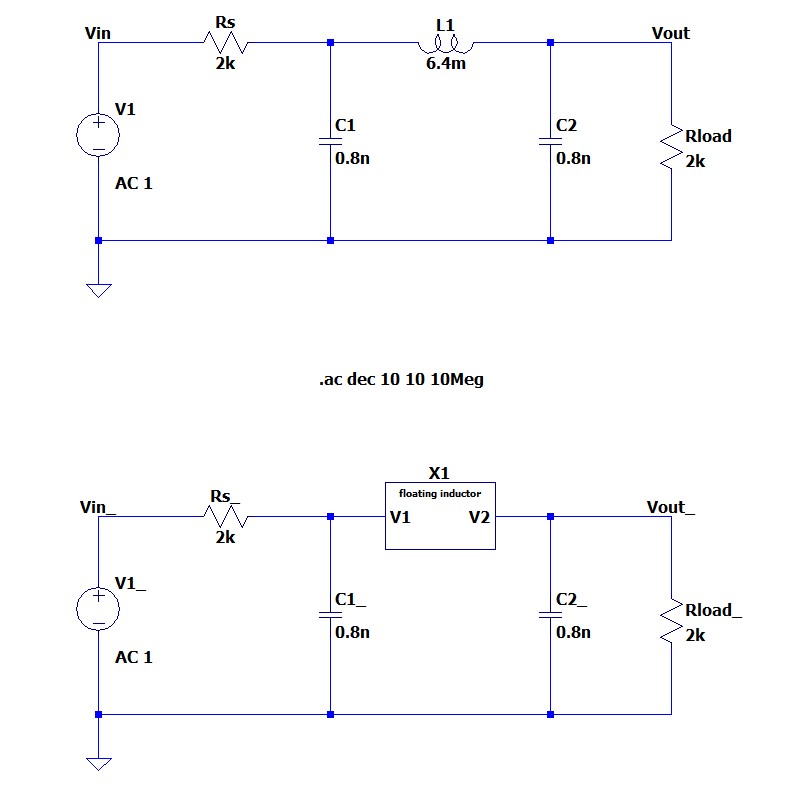 Vin
Rs
2k
L1
6.4m
Vout
V1
AC 1
C1
0.8n
C2
0.8n
Rload
2k
.ac dec 10 10 10Meg
Vin_
Rs_
2k
X1
floating inductor
V1 V2
Vout_
V1_
AC 1
C1_
0.8n
C2_
0.8n
Rload_
2k